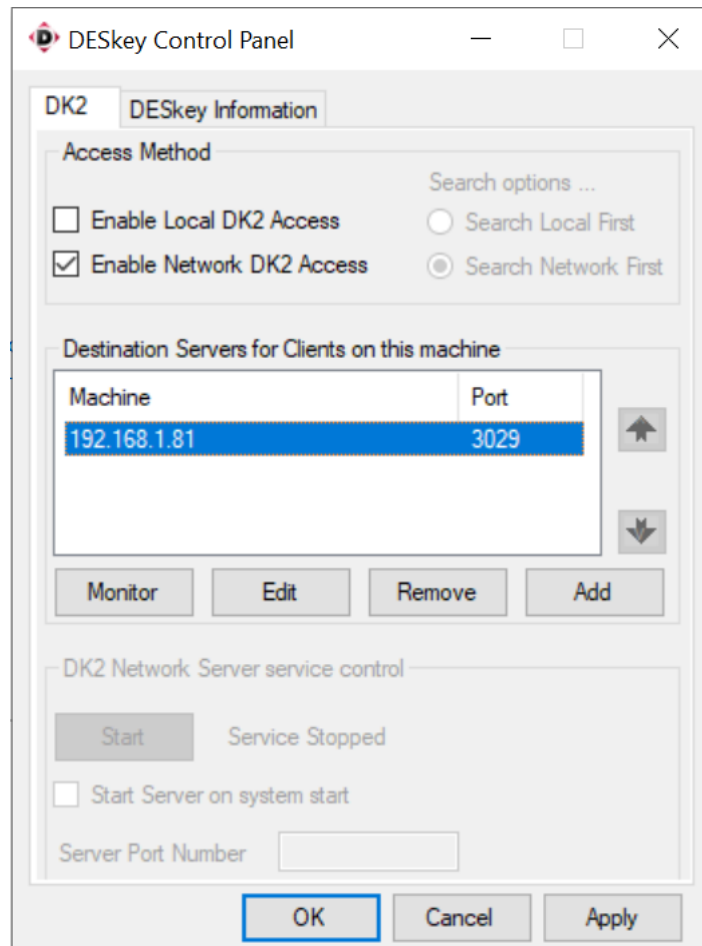 DESkey Control Panel
DK2 DESkey Information
Access Method
Search options ...
Enable Local DK2 Access Search Local First
Enable Network DK2 Access Search Network First
Destination Servers for Clients on this machine
Machine Port
192.168.1.81 3029
Monitor Edit Remove Add
DK2 Network Server service control
Start Service Stopped
Start Server on system start
Server Port Number
OK Cancel Apply